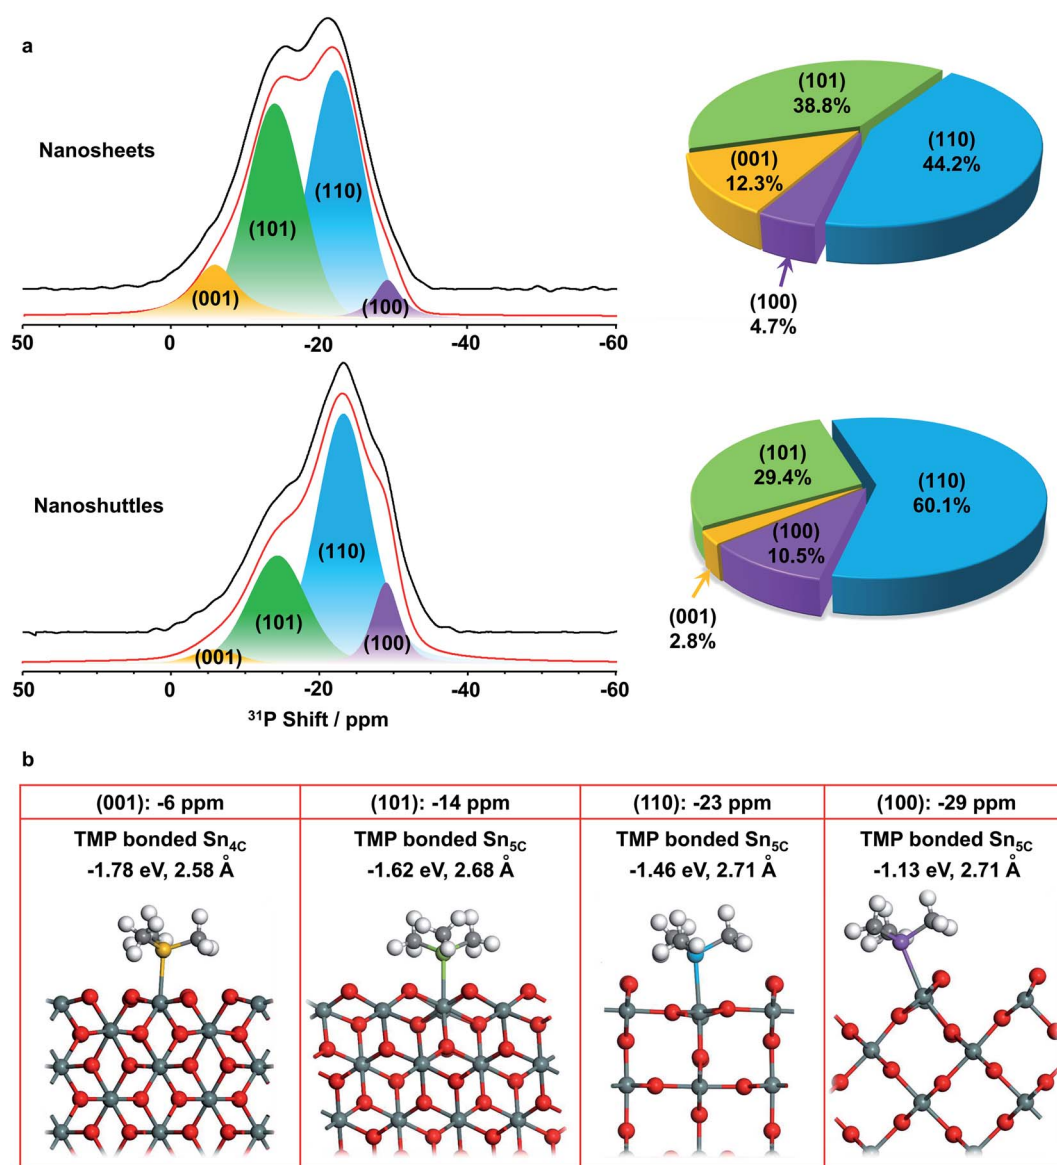 a
Nanosheets
(001)
(101)
(110)
(100)
50
0
-20
-40
-60
(101)
38.8%
(110)
44.2%
(001)
12.3%
(100)
4.7%
Nanoshuttles
(001)
(101)
(110)
(100)
50
0
-20
-40
-60
³¹P Shift / ppm
(101)
29.4%
(110)
60.1%
(100)
10.5%
(001)
2.8%
b
(001): -6 ppm
TMP bonded Sn₄C
-1.78 eV, 2.58 Å
(101): -14 ppm
TMP bonded Sn₅C
-1.62 eV, 2.68 Å
(110): -23 ppm
TMP bonded Sn₅C
-1.46 eV, 2.71 Å
(100): -29 ppm
TMP bonded Sn₅C
-1.13 eV, 2.71 Å